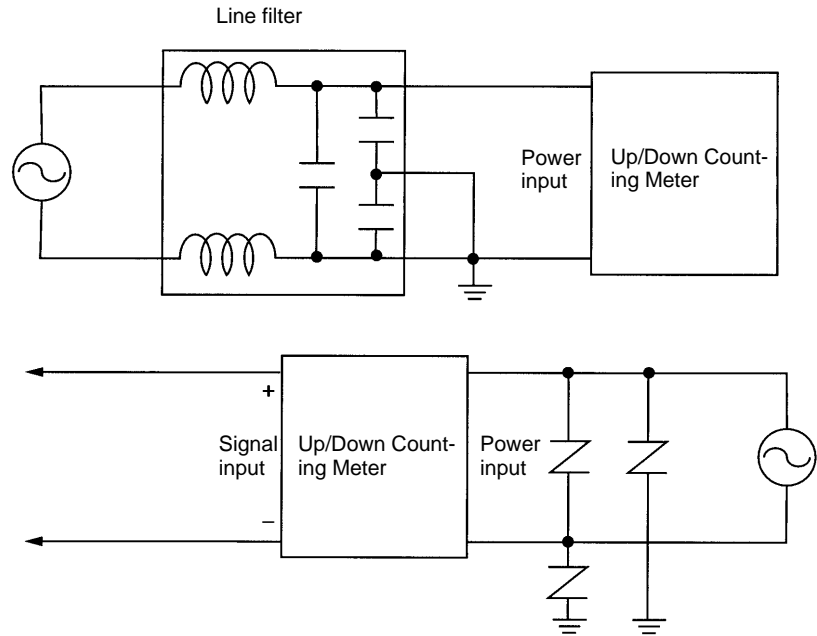 Line filter
Power
input
Up/Down Count-
ing Meter
+
Signal
input
–
Up/Down Count-
ing Meter
Power
input